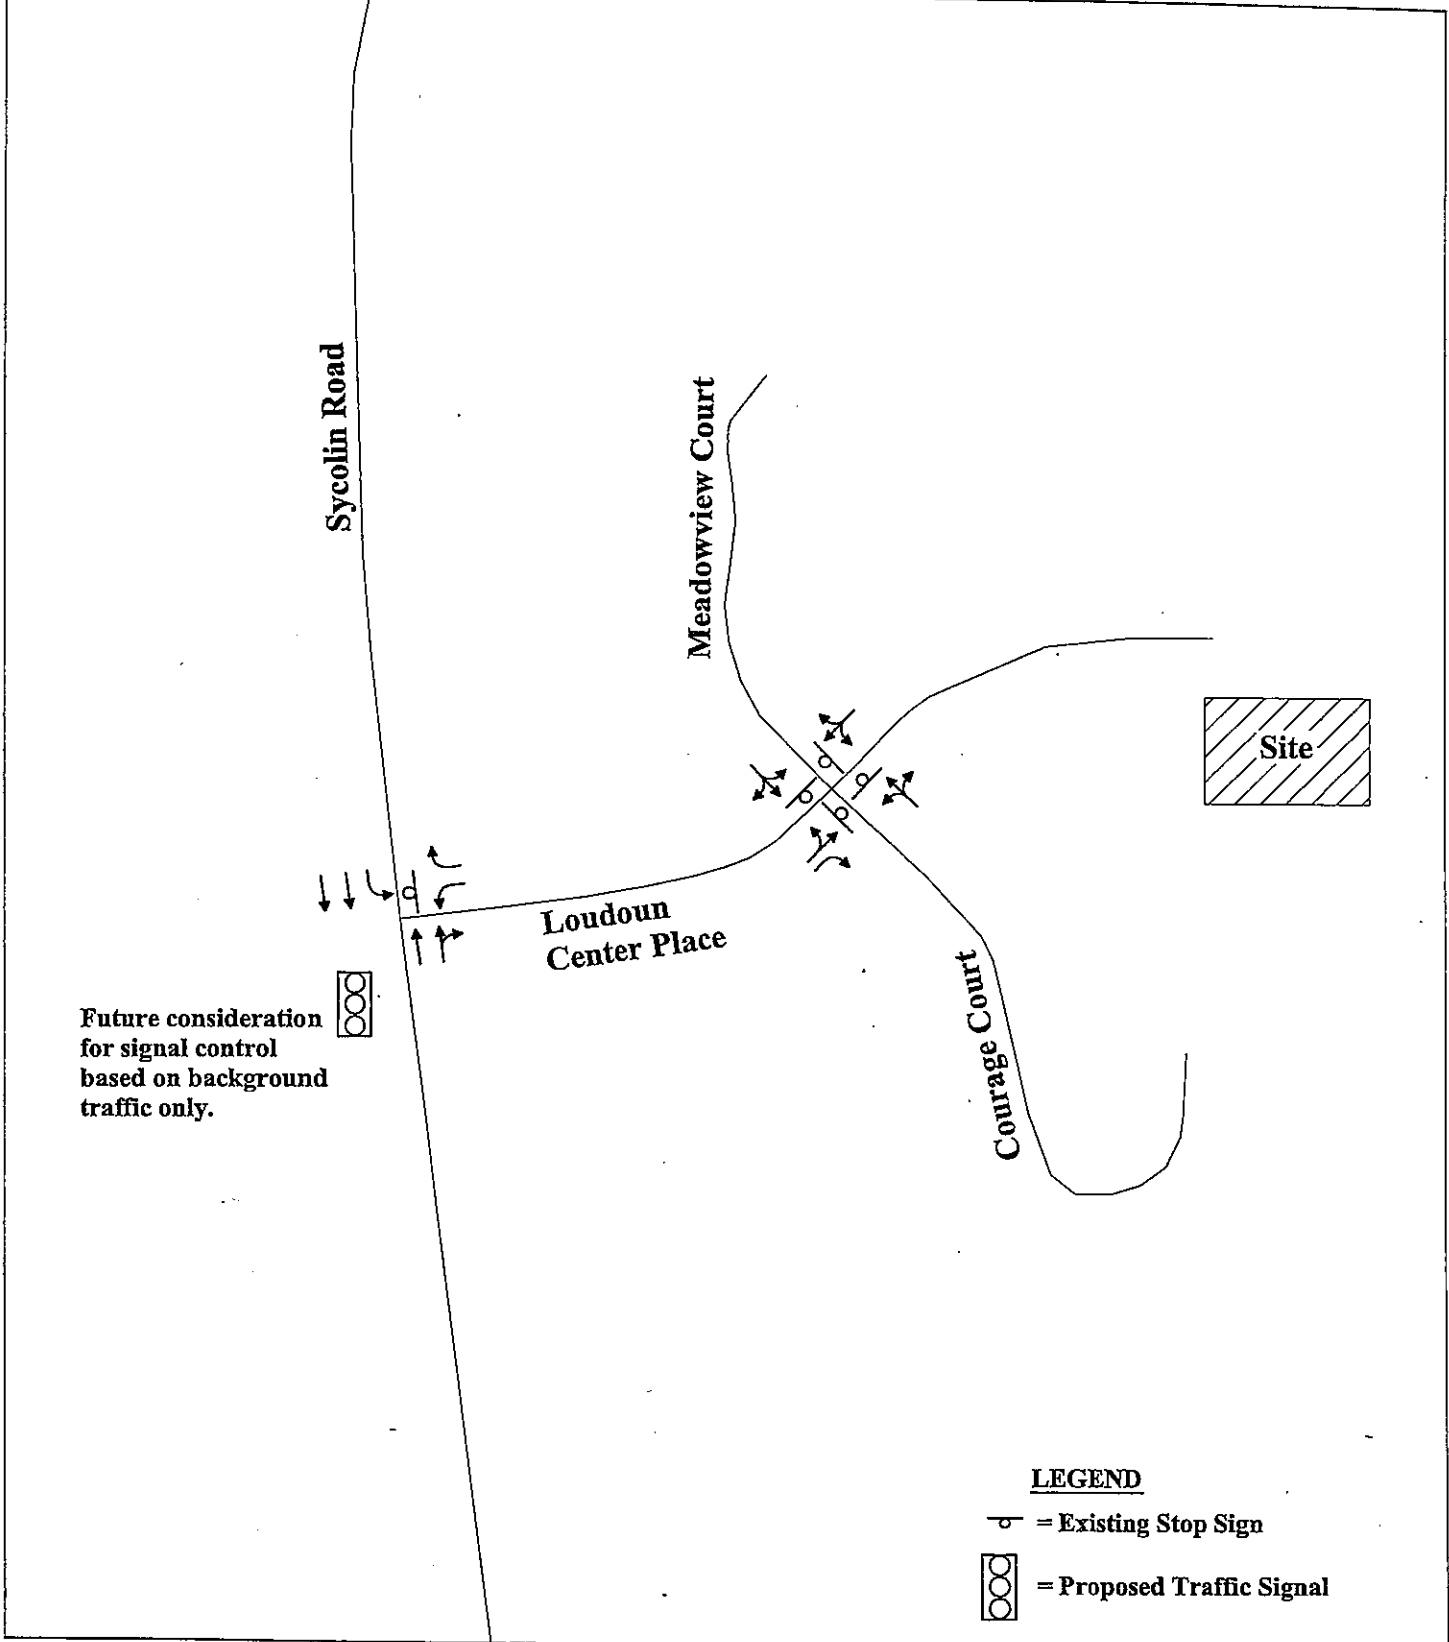 Sycolin Road
Meadowview Court
Site
Loudoun
Center Place
Future consideration
for signal control
based on background
traffic only.
Courage Court
LEGEND
= Existing Stop Sign
= Proposed Traffic Signal